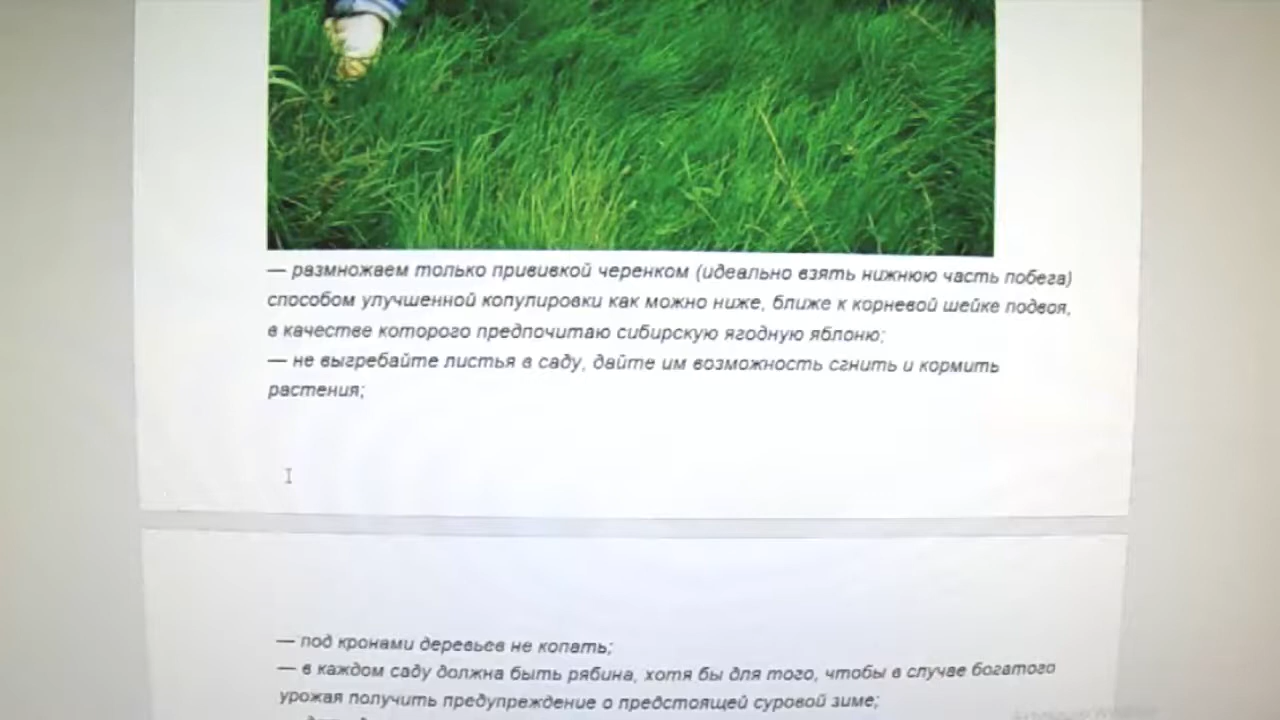 — размножаем только прививкой черенком (идеально взять нижнюю часть побега)
способом улучшенной копулировки как можно ниже, ближе к корневой шейке подвоя,
в качестве которого предпочитаю сибирскую ягодную яблоню;
— не выгребайте листья в саду, дайте им возможность сгнить и кормить
растения;
— под кронами деревьев не копать;
— в каждом саду должна быть рябина, хотя бы для того, чтобы в случае богатого
урожая получить предупреждение о предстоящей суровой зиме;